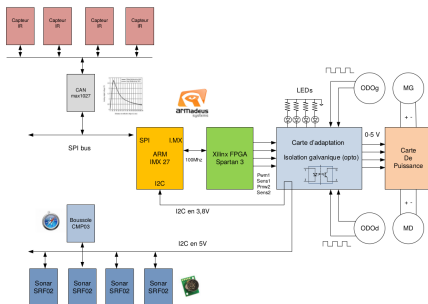 Capteur
IR
Capteur
IR
Capteur
IR
Capteur
IR
CAN
max1027
armadeus
systems
LEDs
ODOg
MG
SPI bus
SPI
I.MX
ARM
IMX 27
I2C
100Mhz
Xilinx FPGA
Spartan 3
Carte d'adaptation
Isolation galvanique (opto)
0-5 V
+ -
Carte
De
Puissance
+ -
Pwm1
Sens1
Pmw2
Sens2
I2C en 3,8V
Boussole
CMP03
I2C en 5V
ODOd
MD
Sonar
SRF02
Sonar
SRF02
Sonar
SRF02
Sonar
SRF02